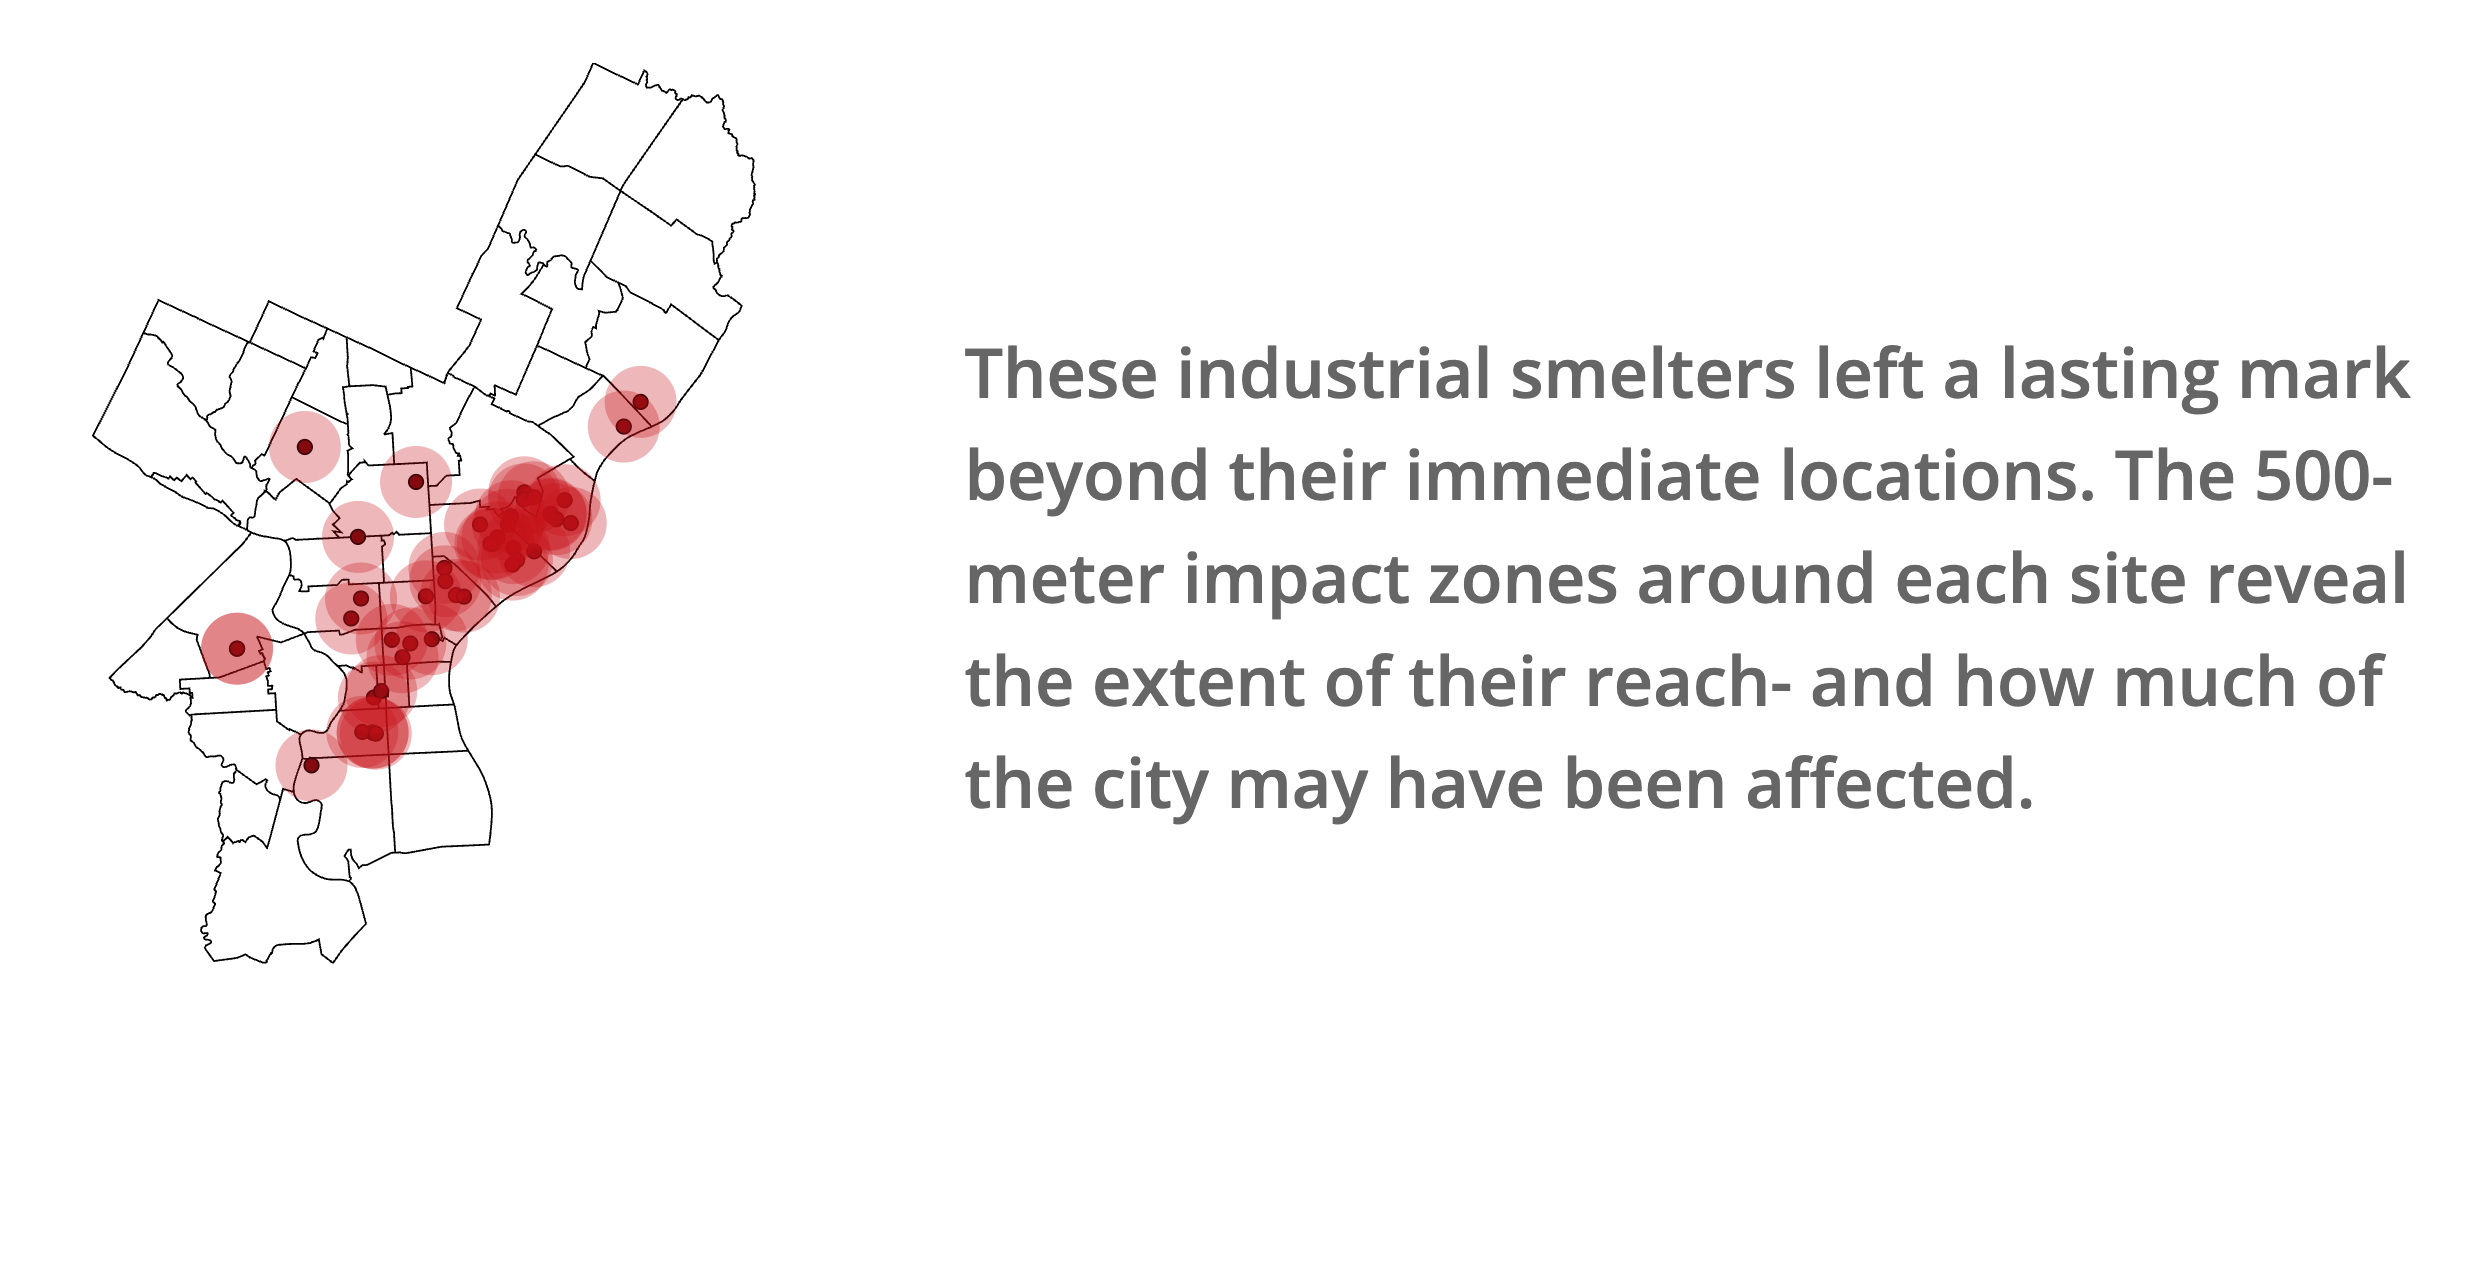 These industrial smelters left a lasting mark
beyond their immediate locations. The 500-
meter impact zones around each site reveal
the extent of their reach- and how much of
the city may have been affected.